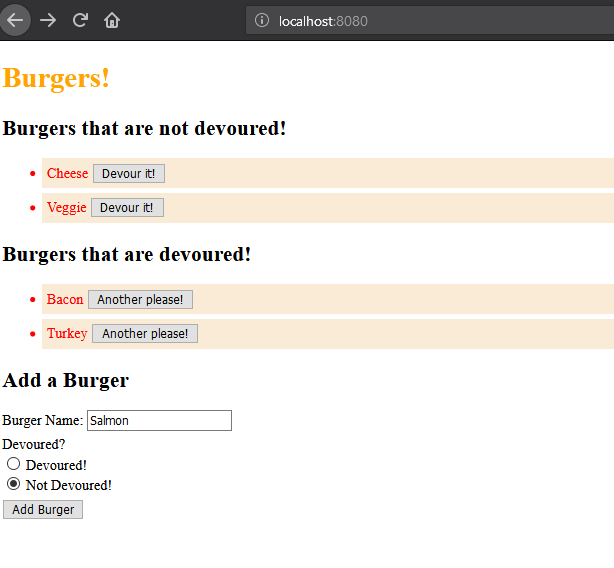 localhost:8080
Burgers!
Burgers that are not devoured!
Cheese Devour it!
Veggie Devour it!
Burgers that are devoured!
Bacon Another please!
Turkey Another please!
Add a Burger
Burger Name: Salmon
Devoured?
Devoured!
Not Devoured!
Add Burger